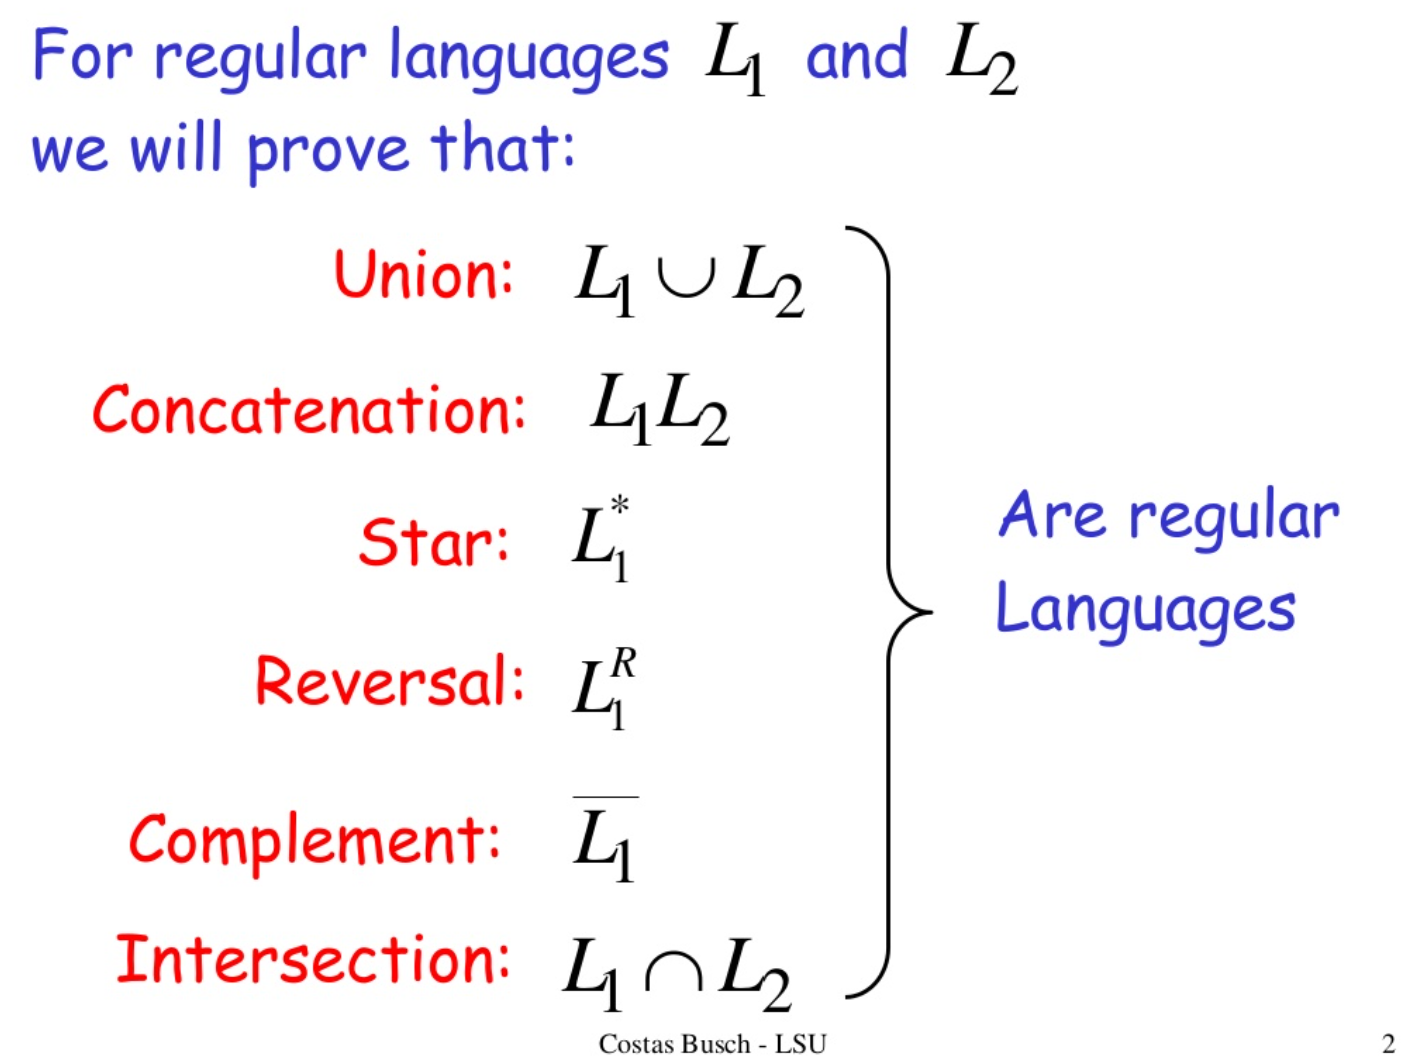 For regular languages L₁ and L₂
we will prove that:
Union: L₁ ∪ L₂
Concatenation: L₁L₂
Star: L₁*
Reversal: L₁ᴿ
Complement: L̅₁
Intersection: L₁ ∩ L₂
Are regular
Languages
Costas Busch - LSU
2